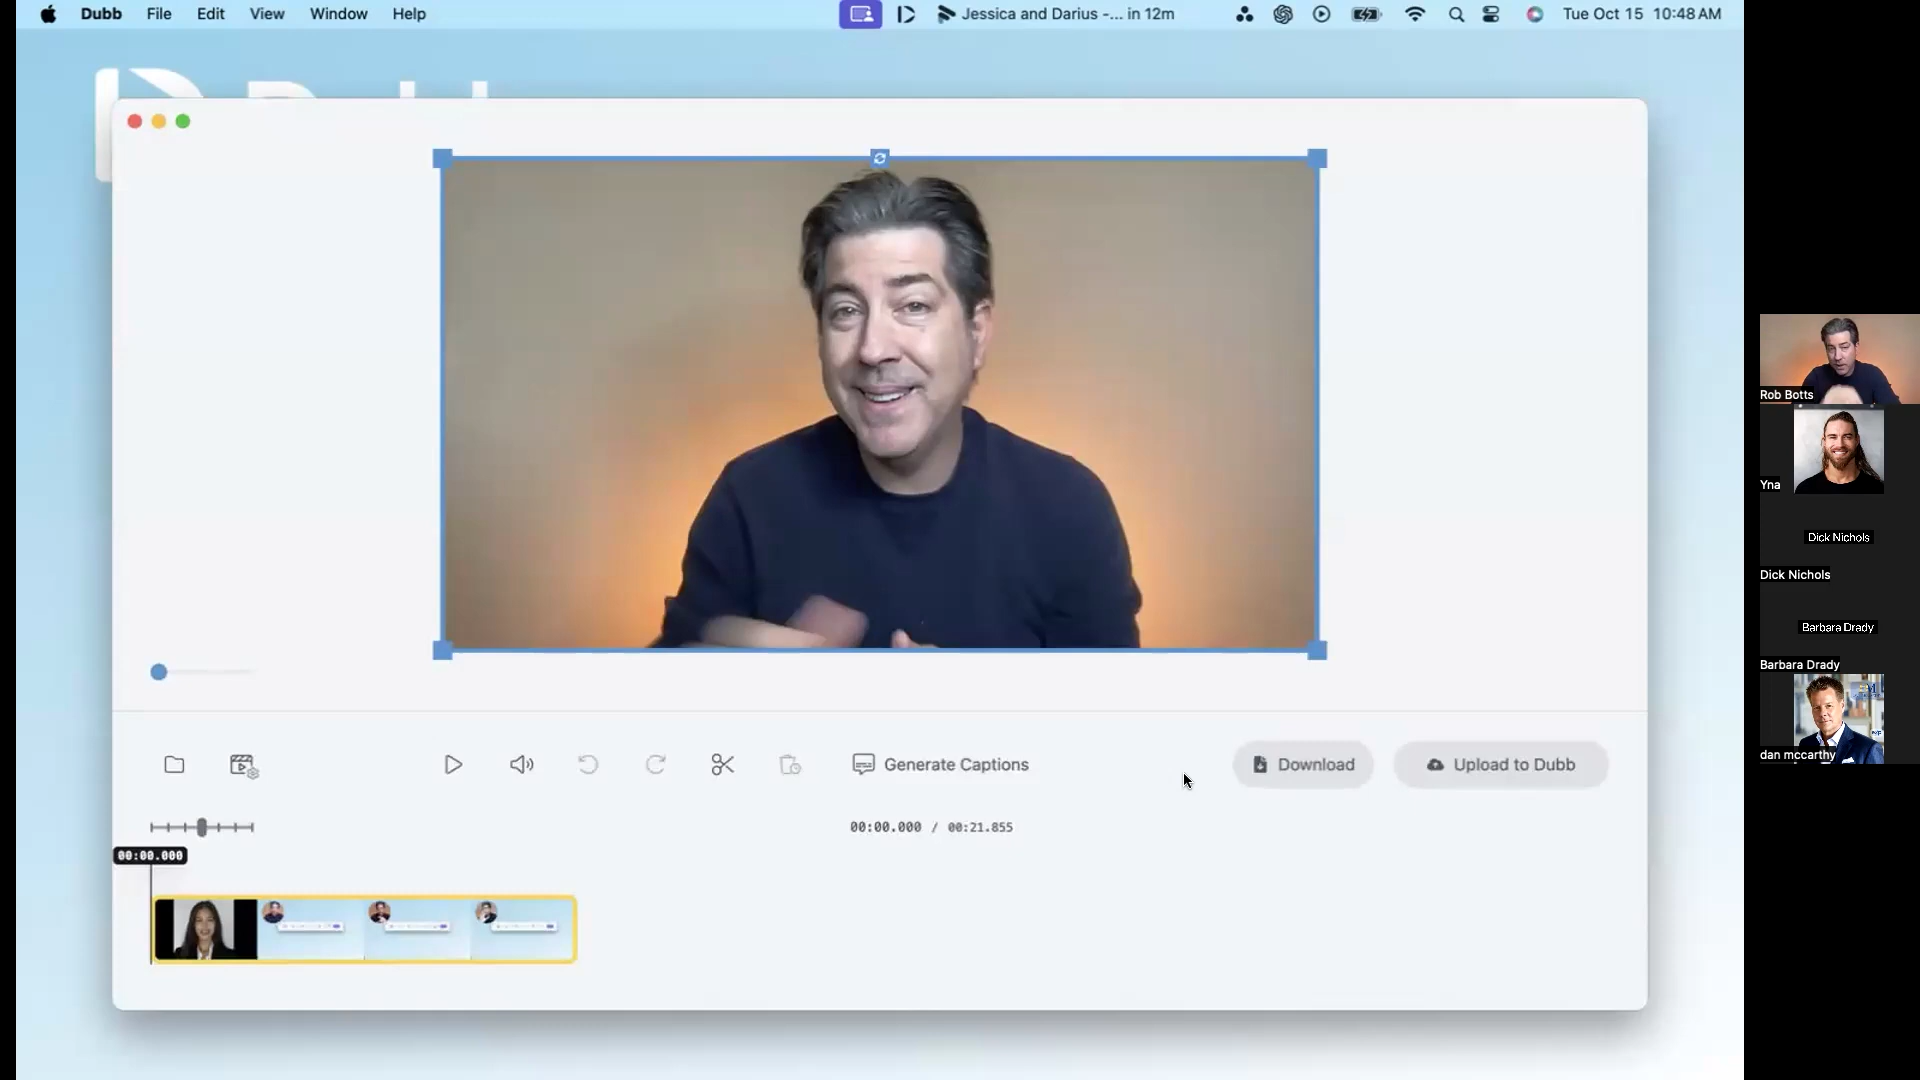 Dubb File Edit View Window Help Jessica and Darius -... in 12m Tue Oct 15 10:48 AM
Rob Botts
Yna
Dick Nichols
Dick Nichols
Barbara Drady
Barbara Drady
dan mccarthy
Generate Captions Download Upload to Dubb
00:00.000 / 00:21.855
00:00.000